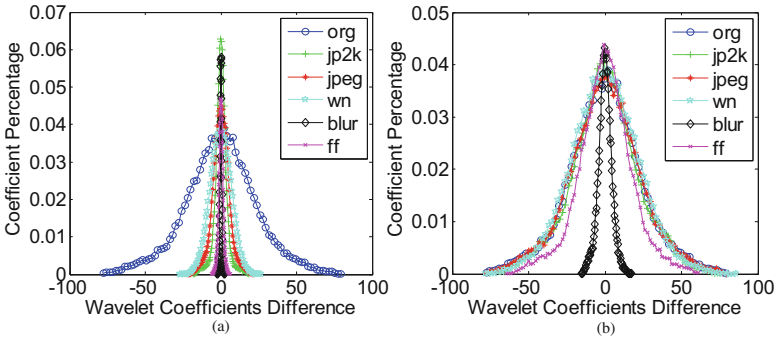 0.07
0.06
0.05
0.04
0.03
0.02
0.01
0
Coefficient Percentage
org
jp2k
jpeg
wn
blur
ff
-100
-50
0
50
100
Wavelet Coefficients Difference
(a)
0.05
0.04
0.03
0.02
0.01
0
Coefficient Percentage
org
jp2k
jpeg
wn
blur
ff
-100
-50
0
50
100
Wavelet Coefficients Difference
(b)